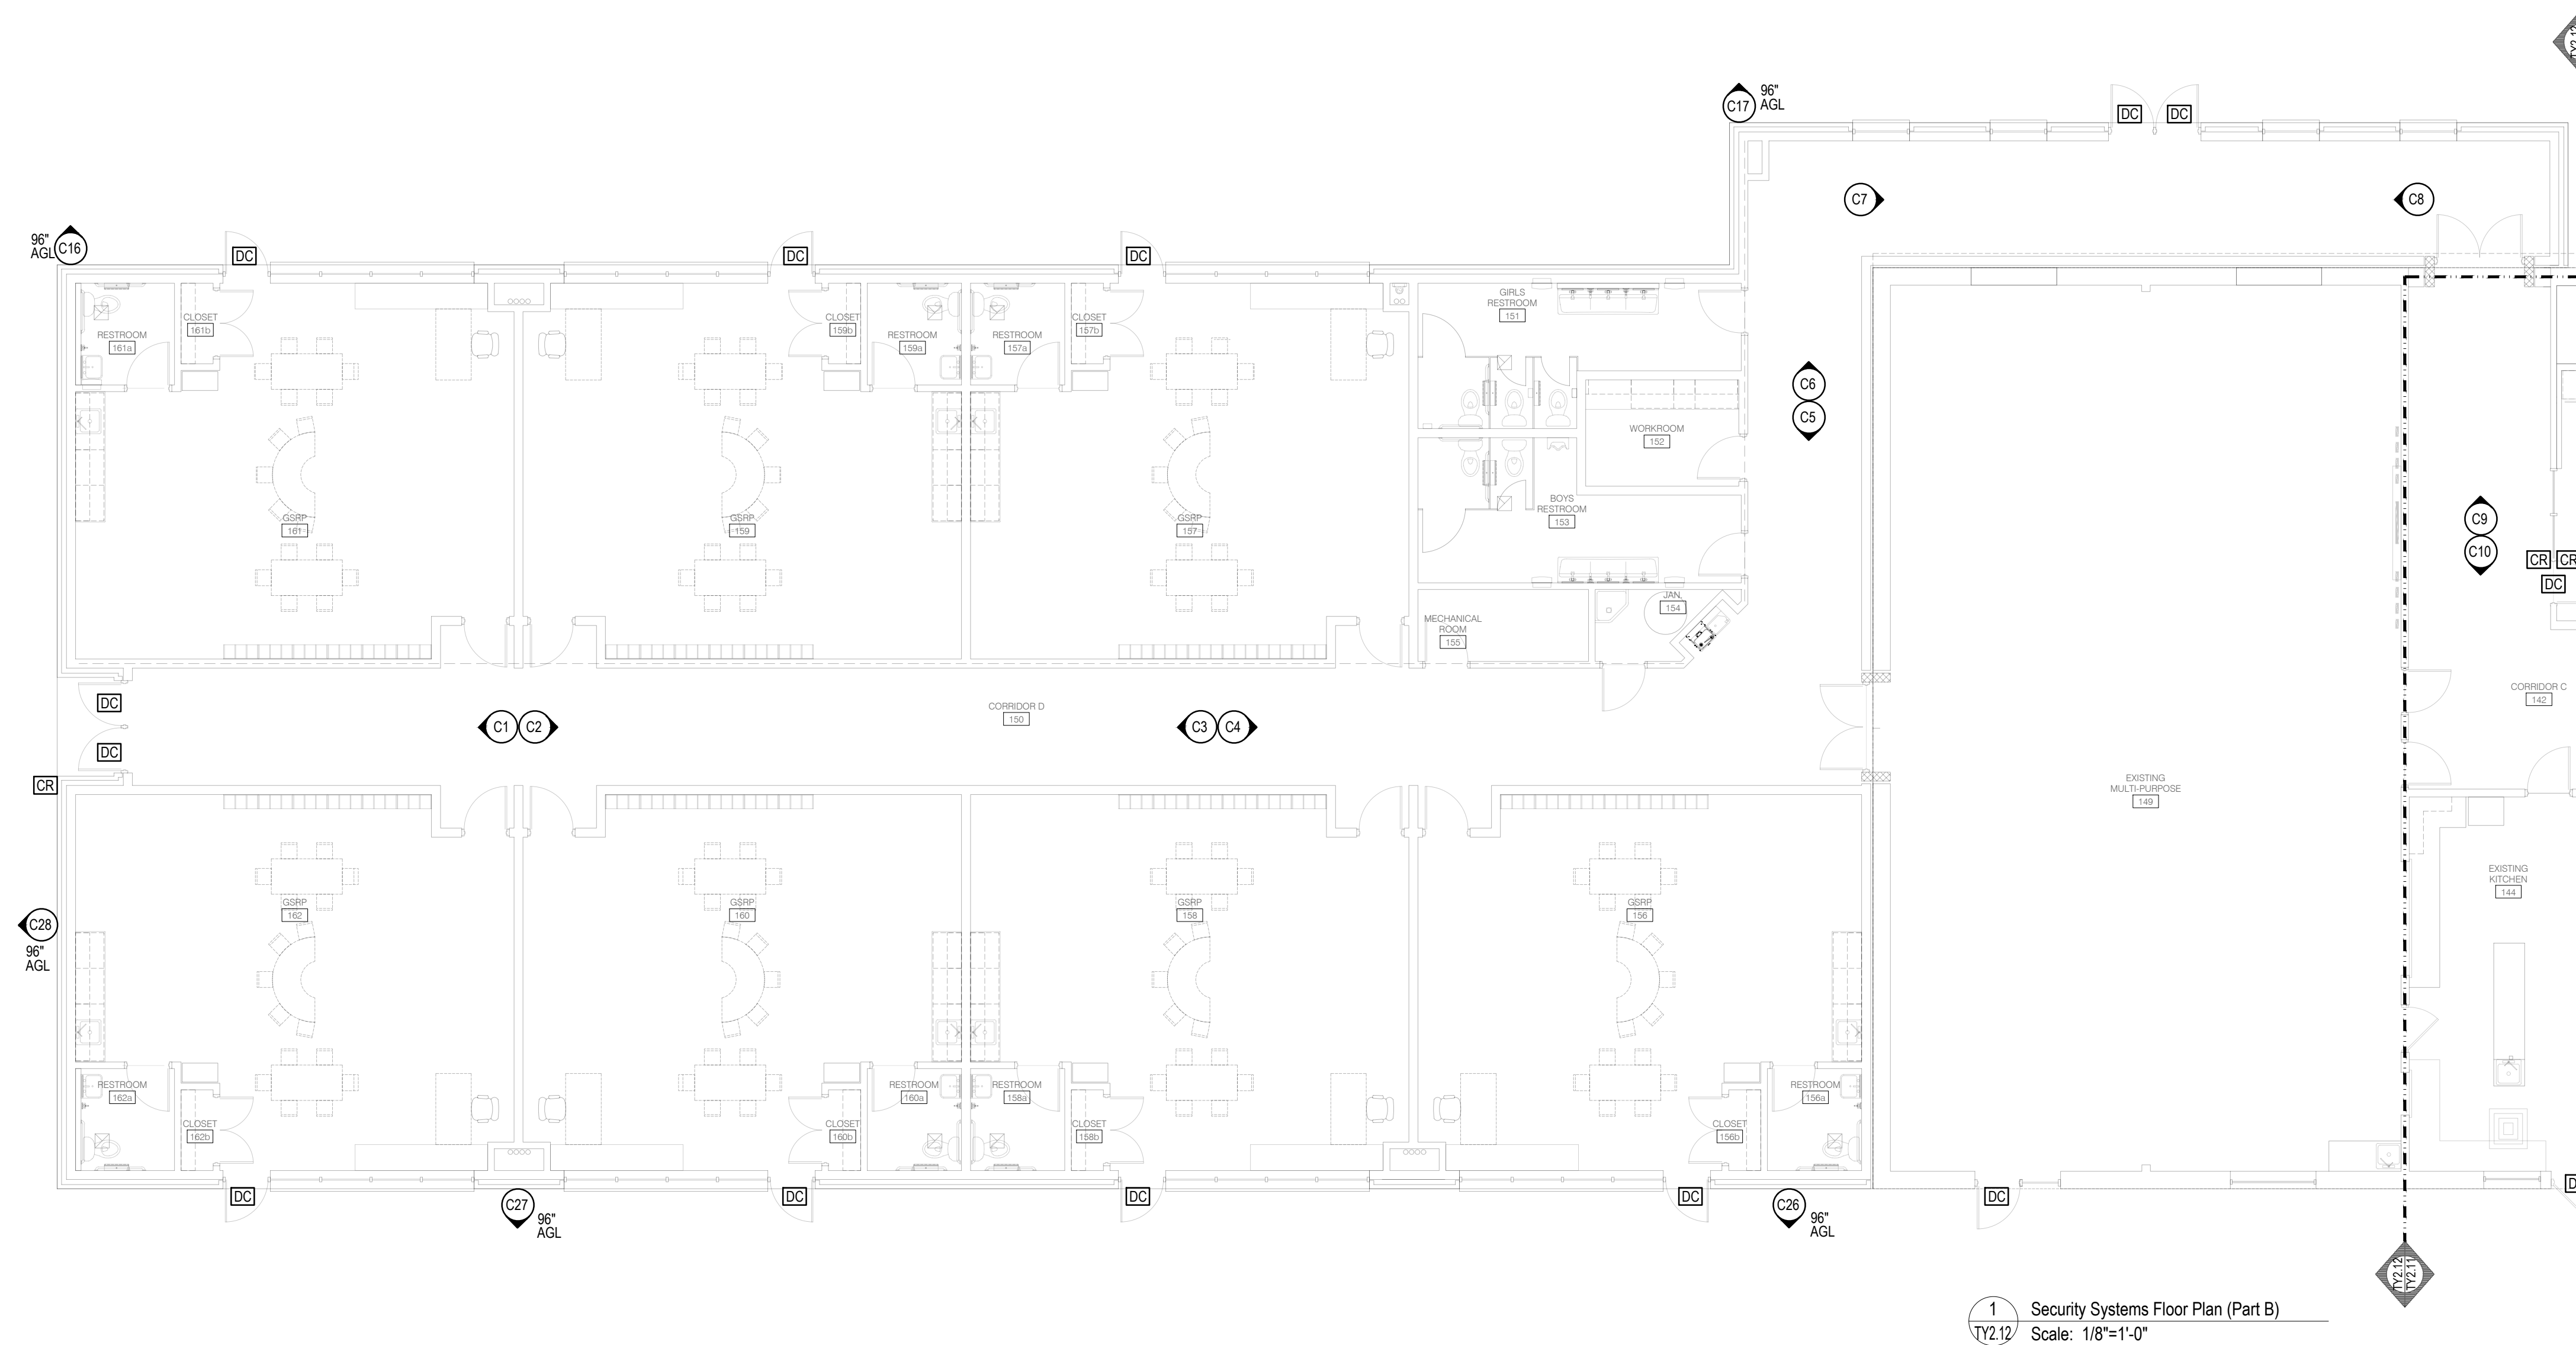 TY2.12
C17
96"
AGL
DC
DC
C7
C8
96"
AGL
C16
DC
DC
DC
RESTROOM
161a
CLOSET
161b
CLOSET
159b
RESTROOM
159a
RESTROOM
157a
CLOSET
157b
GIRLS
RESTROOM
151
C6
C5
WORKROOM
152
GSRP
161
GSRP
159
GSRP
157
BOYS
RESTROOM
153
C9
C10
CR
CR
DC
MECHANICAL
ROOM
155
JAN.
154
DC
DC
CR
C1
C2
CORRIDOR D
150
C3
C4
CORRIDOR C
142
EXISTING
MULTI-PURPOSE
149
EXISTING
KITCHEN
144
C28
96"
AGL
GSRP
162
GSRP
160
GSRP
158
GSRP
156
RESTROOM
162a
CLOSET
162b
CLOSET
160b
RESTROOM
160a
RESTROOM
158a
CLOSET
158b
CLOSET
156b
RESTROOM
156a
DC
C27
96"
AGL
DC
DC
DC
C26
96"
AGL
DC
TY2.12
TY2.11
1
TY2.12
Security Systems Floor Plan (Part B)
Scale: 1/8"=1'-0"